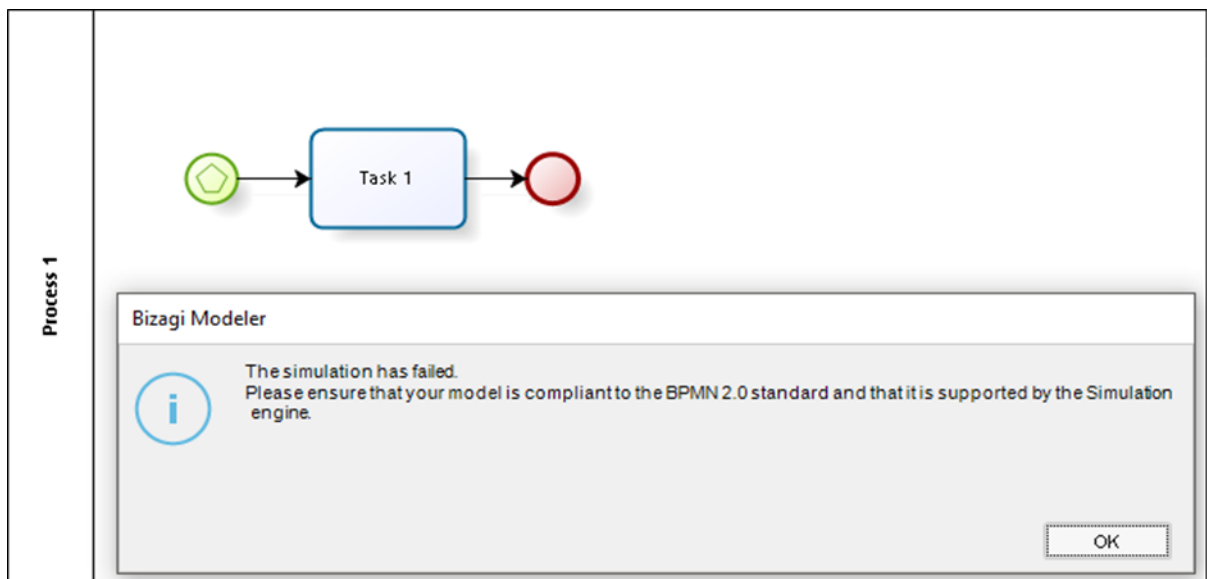 Process 1
Task 1
Bizagi Modeler
The simulation has failed.
Please ensure that your model is compliant to the BPMN 2.0 standard and that it is supported by the Simulation
engine.
OK